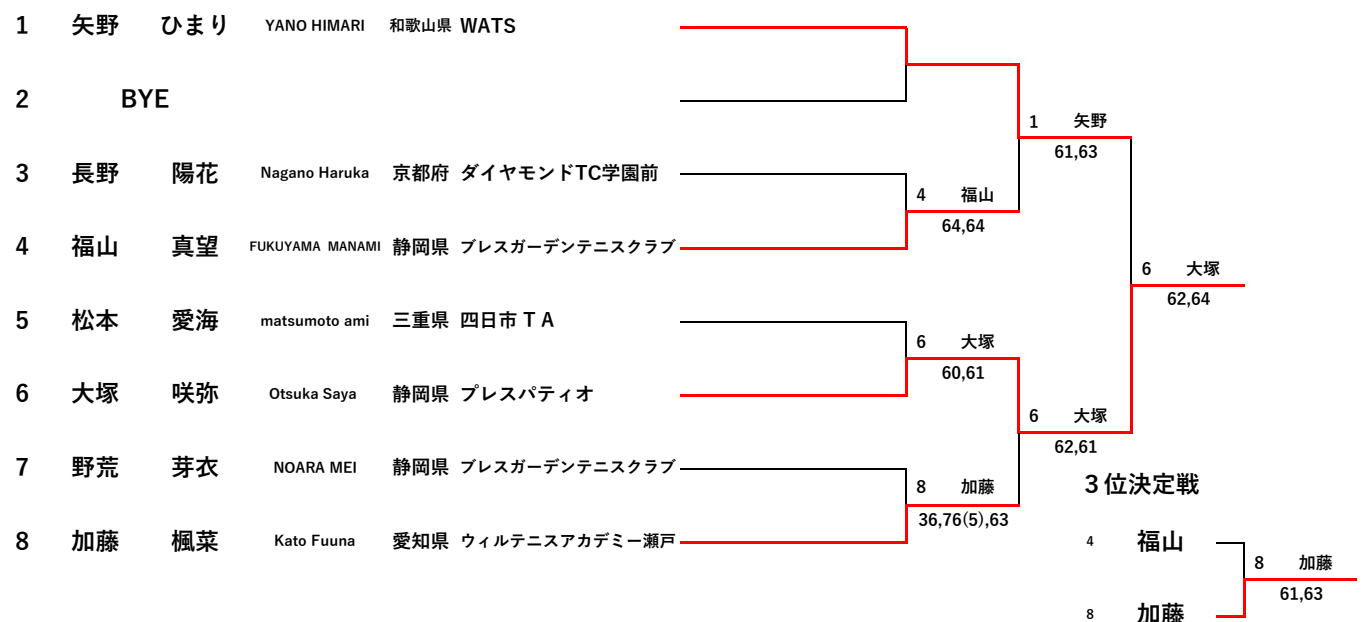 1 矢野 ひまり YANO HIMARI 和歌山県 WATS
2 BYE
1 矢野
61,63
3 長野 陽花 Nagano Haruka 京都府 ダイヤモンドTC学園前
4 福山
64,64
4 福山 真望 FUKUYAMA MANAMI 静岡県 ブレスガーデンテニスクラブ
6 大塚
62,64
5 松本 愛海 matsumoto ami 三重県 四日市ＴＡ
6 大塚
60,61
6 大塚 咲弥 Otsuka Saya 静岡県 プレスパティオ
6 大塚
62,61
7 野荒 芽衣 NOARA MEI 静岡県 ブレスガーデンテニスクラブ
8 加藤
36,76(5),63
３位決定戦
8 加藤 楓菜 Kato Fuuna 愛知県 ウィルテニスアカデミー瀬戸
4 福山
8 加藤
61,63
8 加藤